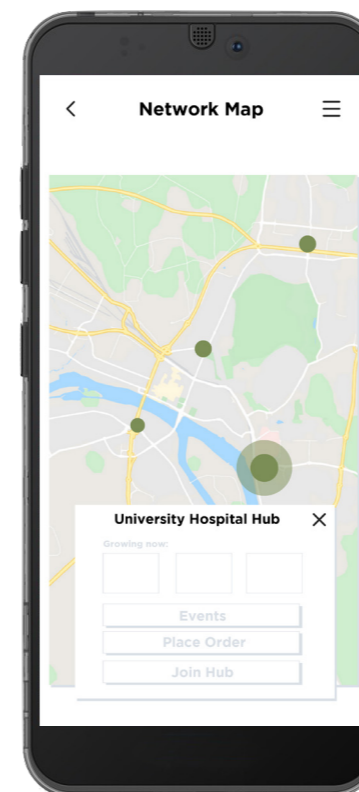 Network Map
University Hospital Hub
Growing now:
Events
Place Order
Join Hub